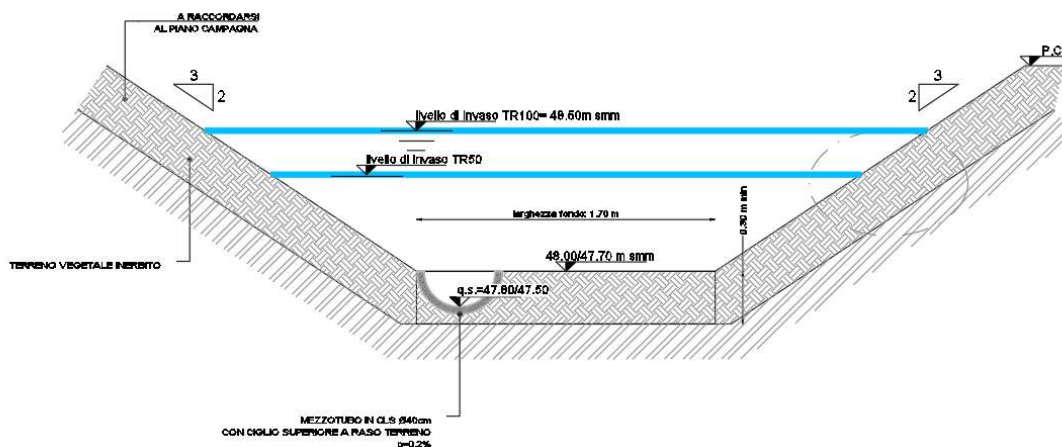 A RACCORDARSI
AL PIANO CAMPAGNA
P.C
3
2
3
2
livello di invaso TR100= 49.50m smm
livello di invaso TR50
larghezza fondo: 1.70 m
0.30 m min
TERRENO VEGETALE INERBITO
48.00/47.70 m smm
q.s.=47.80/47.50
MEZZOTUBO IN CLS Ø40cm
CON CIGLIO SUPERIORE A RASO TERRENO
p=0.2%